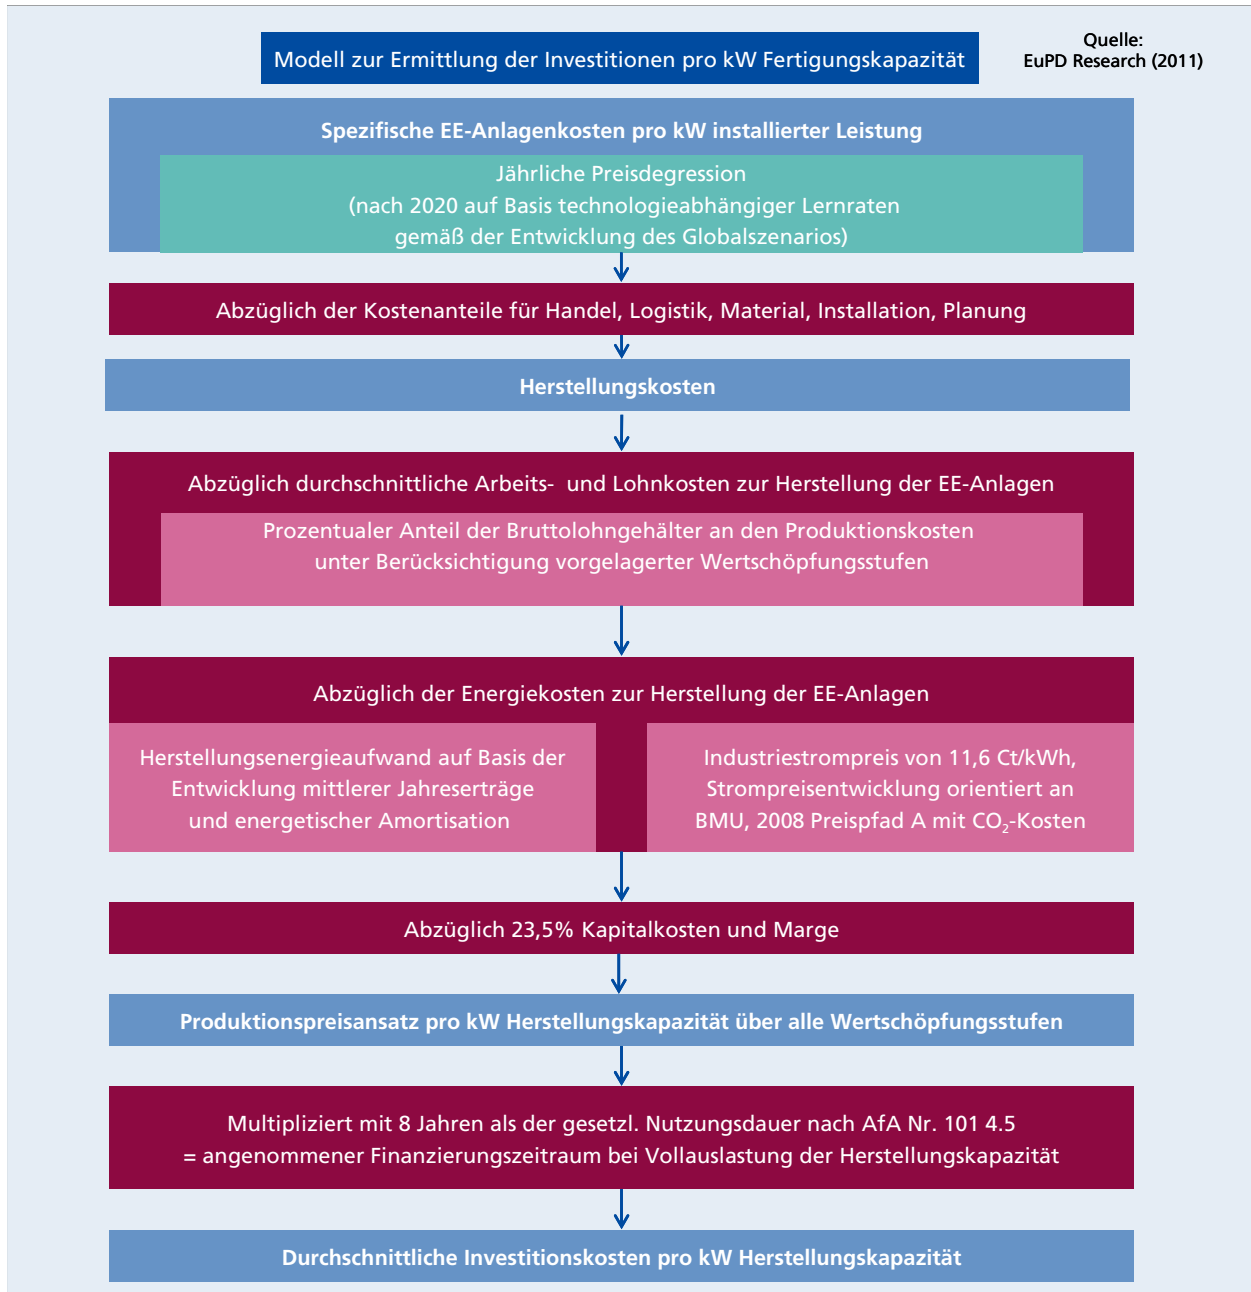 Modell zur Ermittlung der Investitionen pro kW Fertigungskapazität
Quelle:
EuPD Research (2011)
Spezifische EE-Anlagenkosten pro kW installierter Leistung
Jährliche Preisdegression
(nach 2020 auf Basis technologieabhängiger Lernraten
gemäß der Entwicklung des Globalszenarios)
Abzüglich der Kostenanteile für Handel, Logistik, Material, Installation, Planung
Herstellungskosten
Abzüglich durchschnittliche Arbeits- und Lohnkosten zur Herstellung der EE-Anlagen
Prozentualer Anteil der Bruttolohngehälter an den Produktionskosten
unter Berücksichtigung vorgelagerter Wertschöpfungsstufen
Abzüglich der Energiekosten zur Herstellung der EE-Anlagen
Herstellungsenergieaufwand auf Basis der
Entwicklung mittlerer Jahreserträge
und energetischer Amortisation
Industriestrompreis von 11,6 Ct/kWh,
Strompreisentwicklung orientiert an
BMU, 2008 Preispfad A mit CO₂-Kosten
Abzüglich 23,5% Kapitalkosten und Marge
Produktionspreisansatz pro kW Herstellungskapazität über alle Wertschöpfungsstufen
Multipliziert mit 8 Jahren als der gesetzl. Nutzungsdauer nach AfA Nr. 101 4.5
= angenommener Finanzierungszeitraum bei Vollauslastung der Herstellungskapazität
Durchschnittliche Investitionskosten pro kW Herstellungskapazität